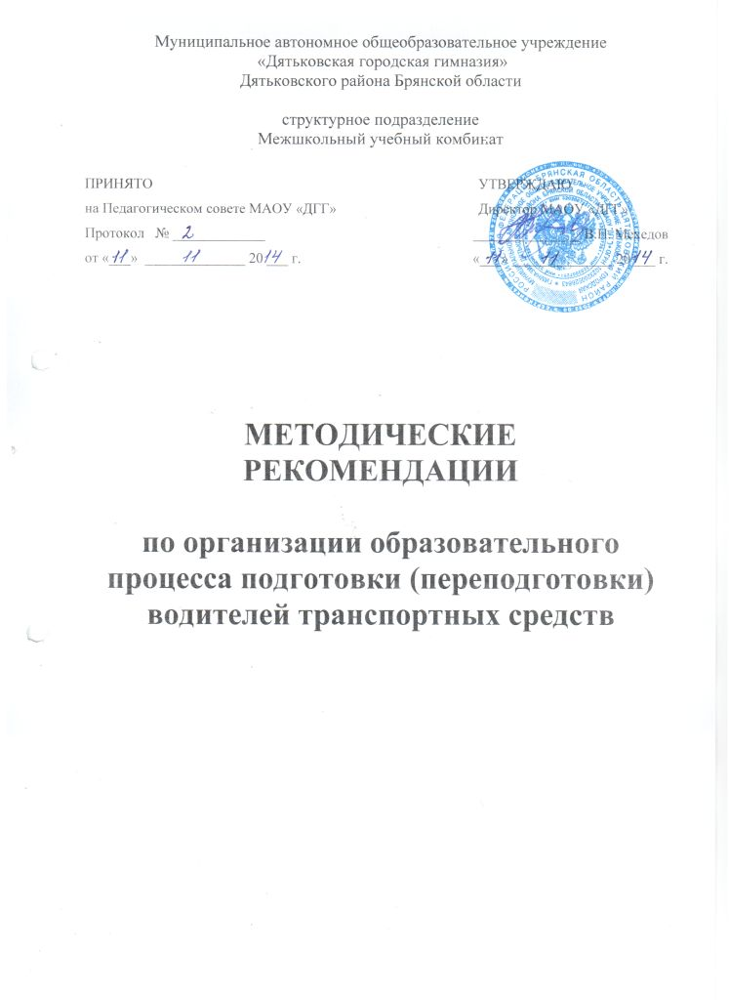 Муниципальное автономное общеобразовательное учреждение
«Дятьковская городская гимназия»
Дятьковского района Брянской области
структурное подразделение
Межшкольный учебный комбинат
ПРИНЯТО
на Педагогическом совете МАОУ «ДГГ»
Протокол № 2
от «11» 11 2014 г.
УТВЕРЖДАЮ
Директор МАОУ «ДГГ»
В.П. Мехедов
«11» 11 2014 г.
МЕТОДИЧЕСКИЕ
РЕКОМЕНДАЦИИ
по организации образовательного
процесса подготовки (переподготовки)
водителей транспортных средств